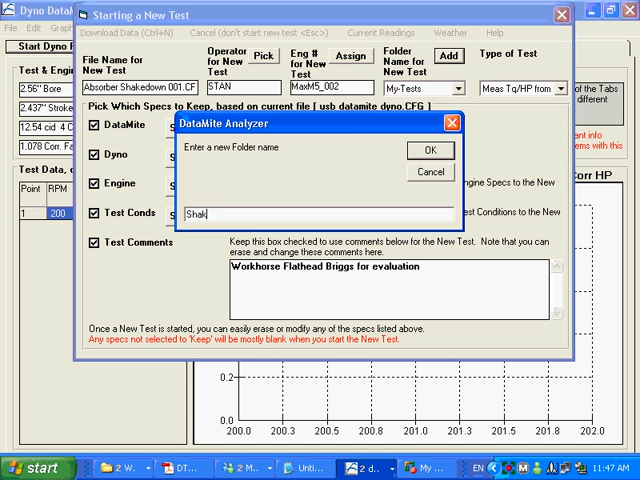 Dyno DataM
Starting a New Test
File Edit Graph
Download Data (Ctrl+N) Cancel (don't start new test <Esc>) Current Readings Weather Help
Start Dyno R
File Name for New Test
Operator for New Test
Pick
Eng # for New Test
Assign
Folder Name for New Test
Add
Type of Test
Absorber Shakedown 001.CF
STAN
MaxM5_002
My-Tests
Meas Tq/HP from
Test & Engin
2.56" Bore
2.437" Stroke
12.54 cid 4 C
1.078 Corr. Fa
of the Tabs
different
ent info
ems with this
Pick Which Specs to Keep, based on current file [ usb datamite dyno.CFG ]
DataMite
Dyno
Engine
Test Conds
Test Comments
DataMite Analyzer
Enter a new Folder name
OK
Cancel
Shak
ngine Specs to the New
est Conditions to the New
Keep this box checked to use comments below for the New Test. Note that you can
erase and change these comments here.
Workhorse Flathead Briggs for evaluation
Once a New Test is started, you can easily erase or modify any of the specs listed above.
Any specs not selected to 'Keep' will be mostly blank when you start the New Test.
Test Data, c
Point RPM
1 200
Corr HP
0.2
0.0
200.0 200.3 200.5 200.8 201.0 201.3 201.5 201.8 202.0
start
2 W..
DT...
2 M..
Unti...
2 d..
My ...
EN
11:47 AM